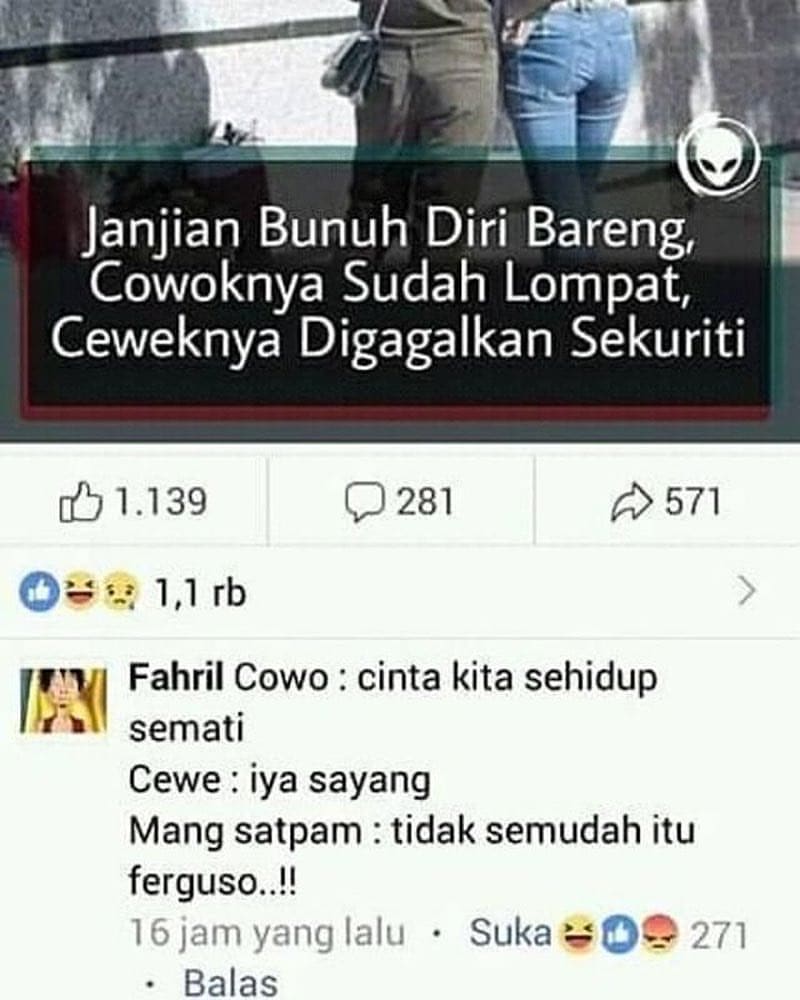 Janjian Bunuh Diri Bareng,
Cowoknya Sudah Lompat,
Ceweknya Digagalkan Sekuriti
1.139 281 571
1,1 rb
Fahril Cowo : cinta kita sehidup
semati
Cewe : iya sayang
Mang satpam : tidak semudah itu
ferguso..!!
16 jam yang lalu · Suka 271
· Balas